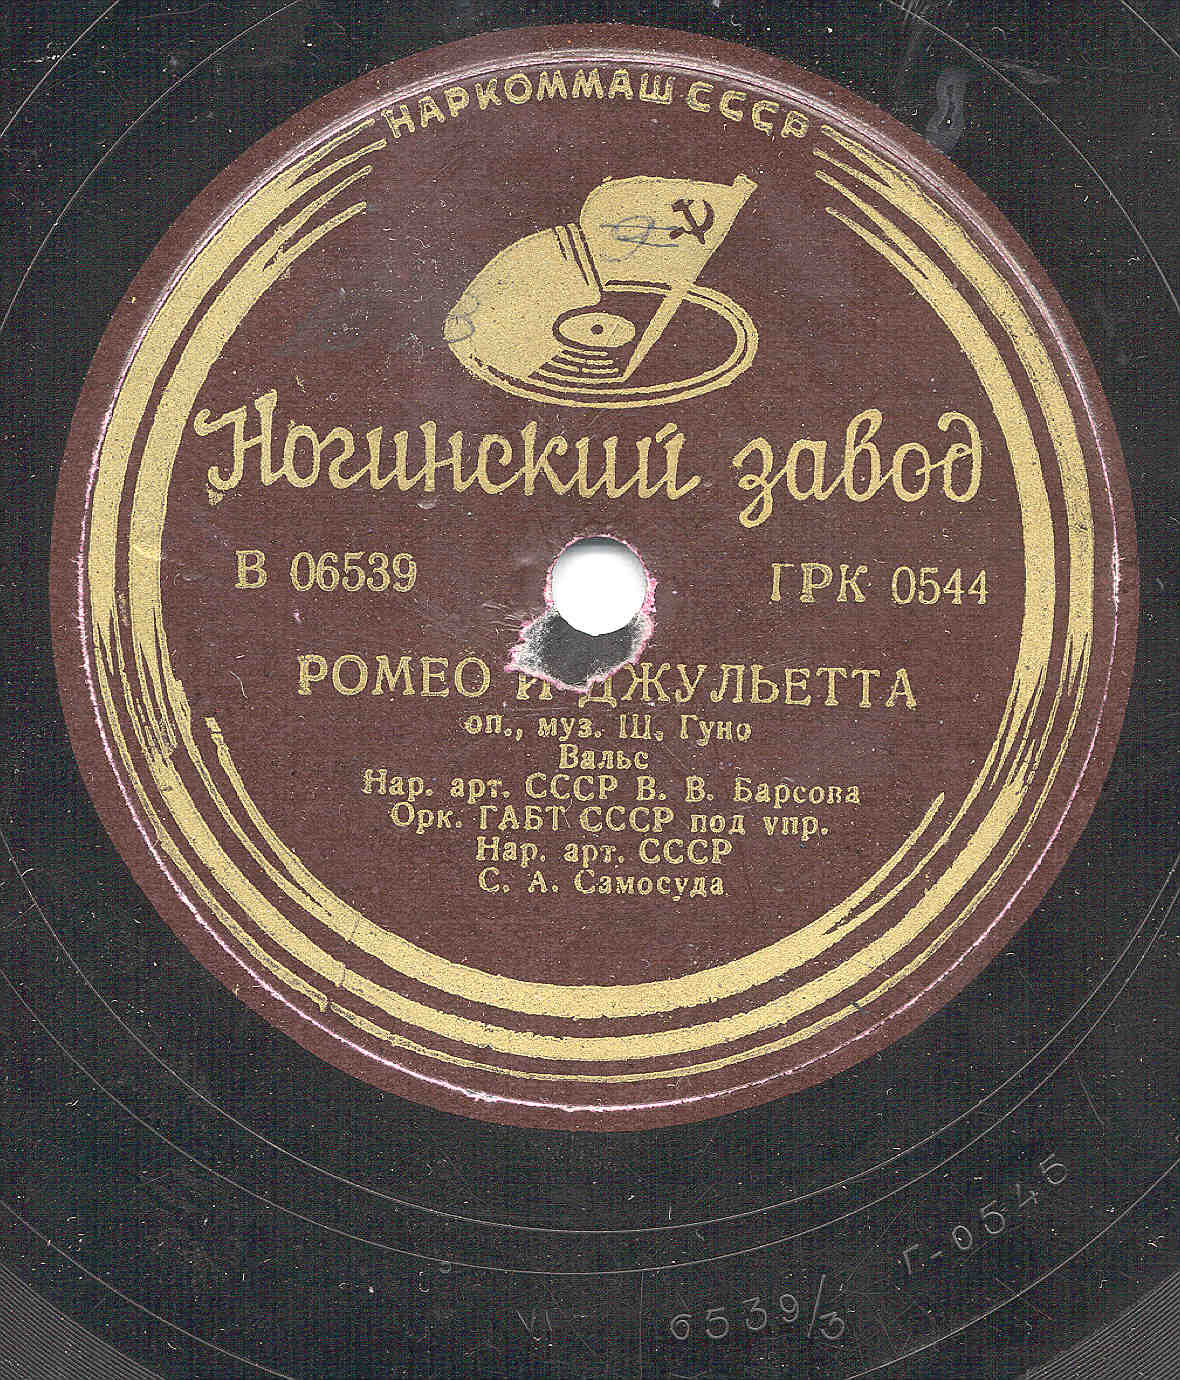 НАРКОММАШ СССР
Ногинский завод
В 06539 ГРК 0544
РОМЕО И ДЖУЛЬЕТТА
оп., муз. Ш. Гуно
Вальс
Нар. арт. СССР В. В. Барсова
Орк. ГАБТ СССР под упр.
Нар. арт. СССР
С. А. Самосуда
Г-0545
VI 6539/3